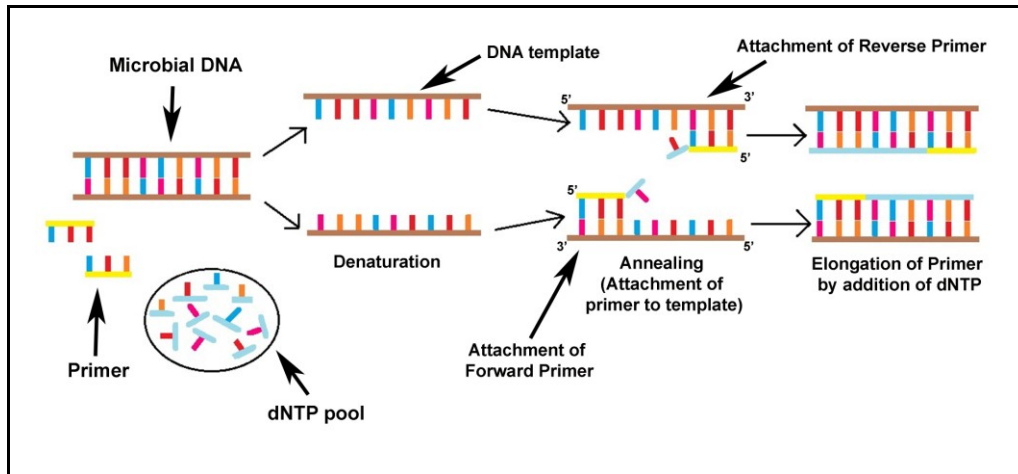 Microbial DNA
DNA template
Attachment of Reverse Primer
5’
3’
5’
Denaturation
5’
3’
5’
Annealing
(Attachment of
primer to template)
Elongation of Primer
by addition of dNTP
Primer
dNTP pool
Attachment of
Forward Primer